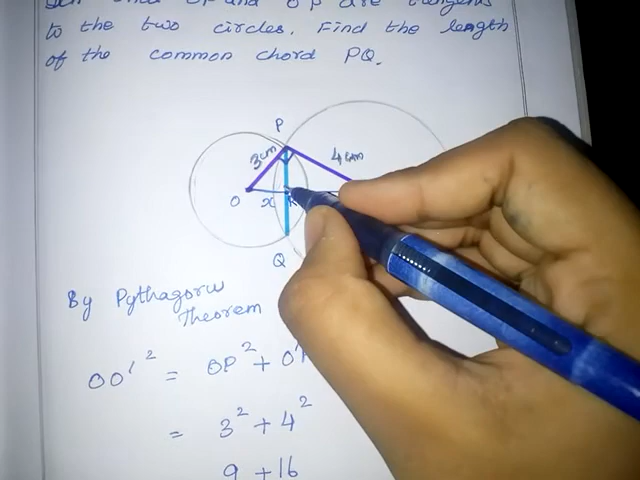 to the two circles. Find the length
of the common chord PQ.
P
3cm
4cm
O
x
R
Q
By Pythagorus
Theorem
OO'² = OP² + O'P
= 3² + 4²
9 + 16